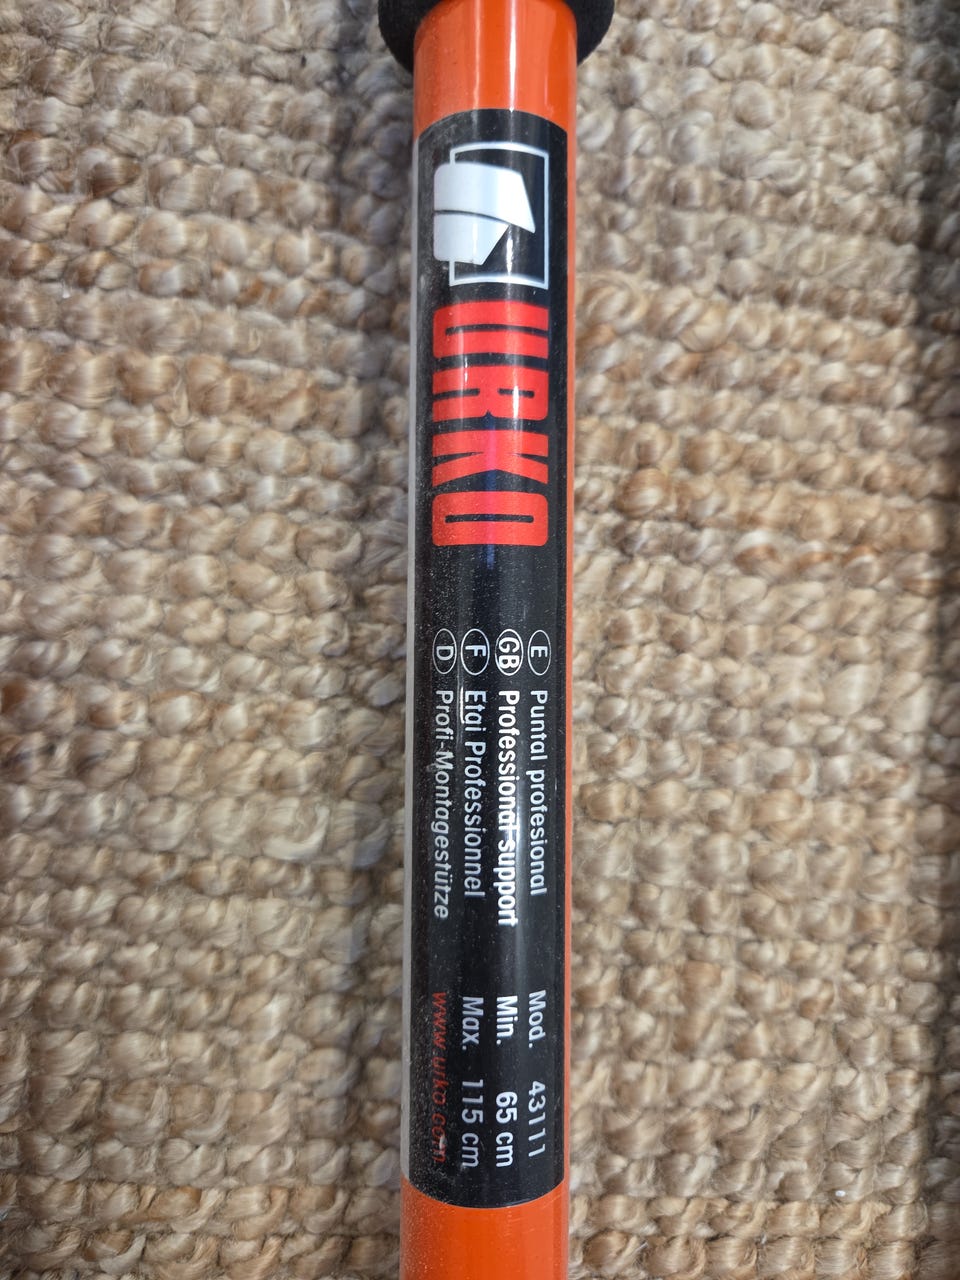 URKO
E Puntal profesional
GB Professional support
F Etai Professionnel
D Profi-Montagestütze
Mod. 43111
Min. 65 cm
Max. 115 cm
www.urko.com